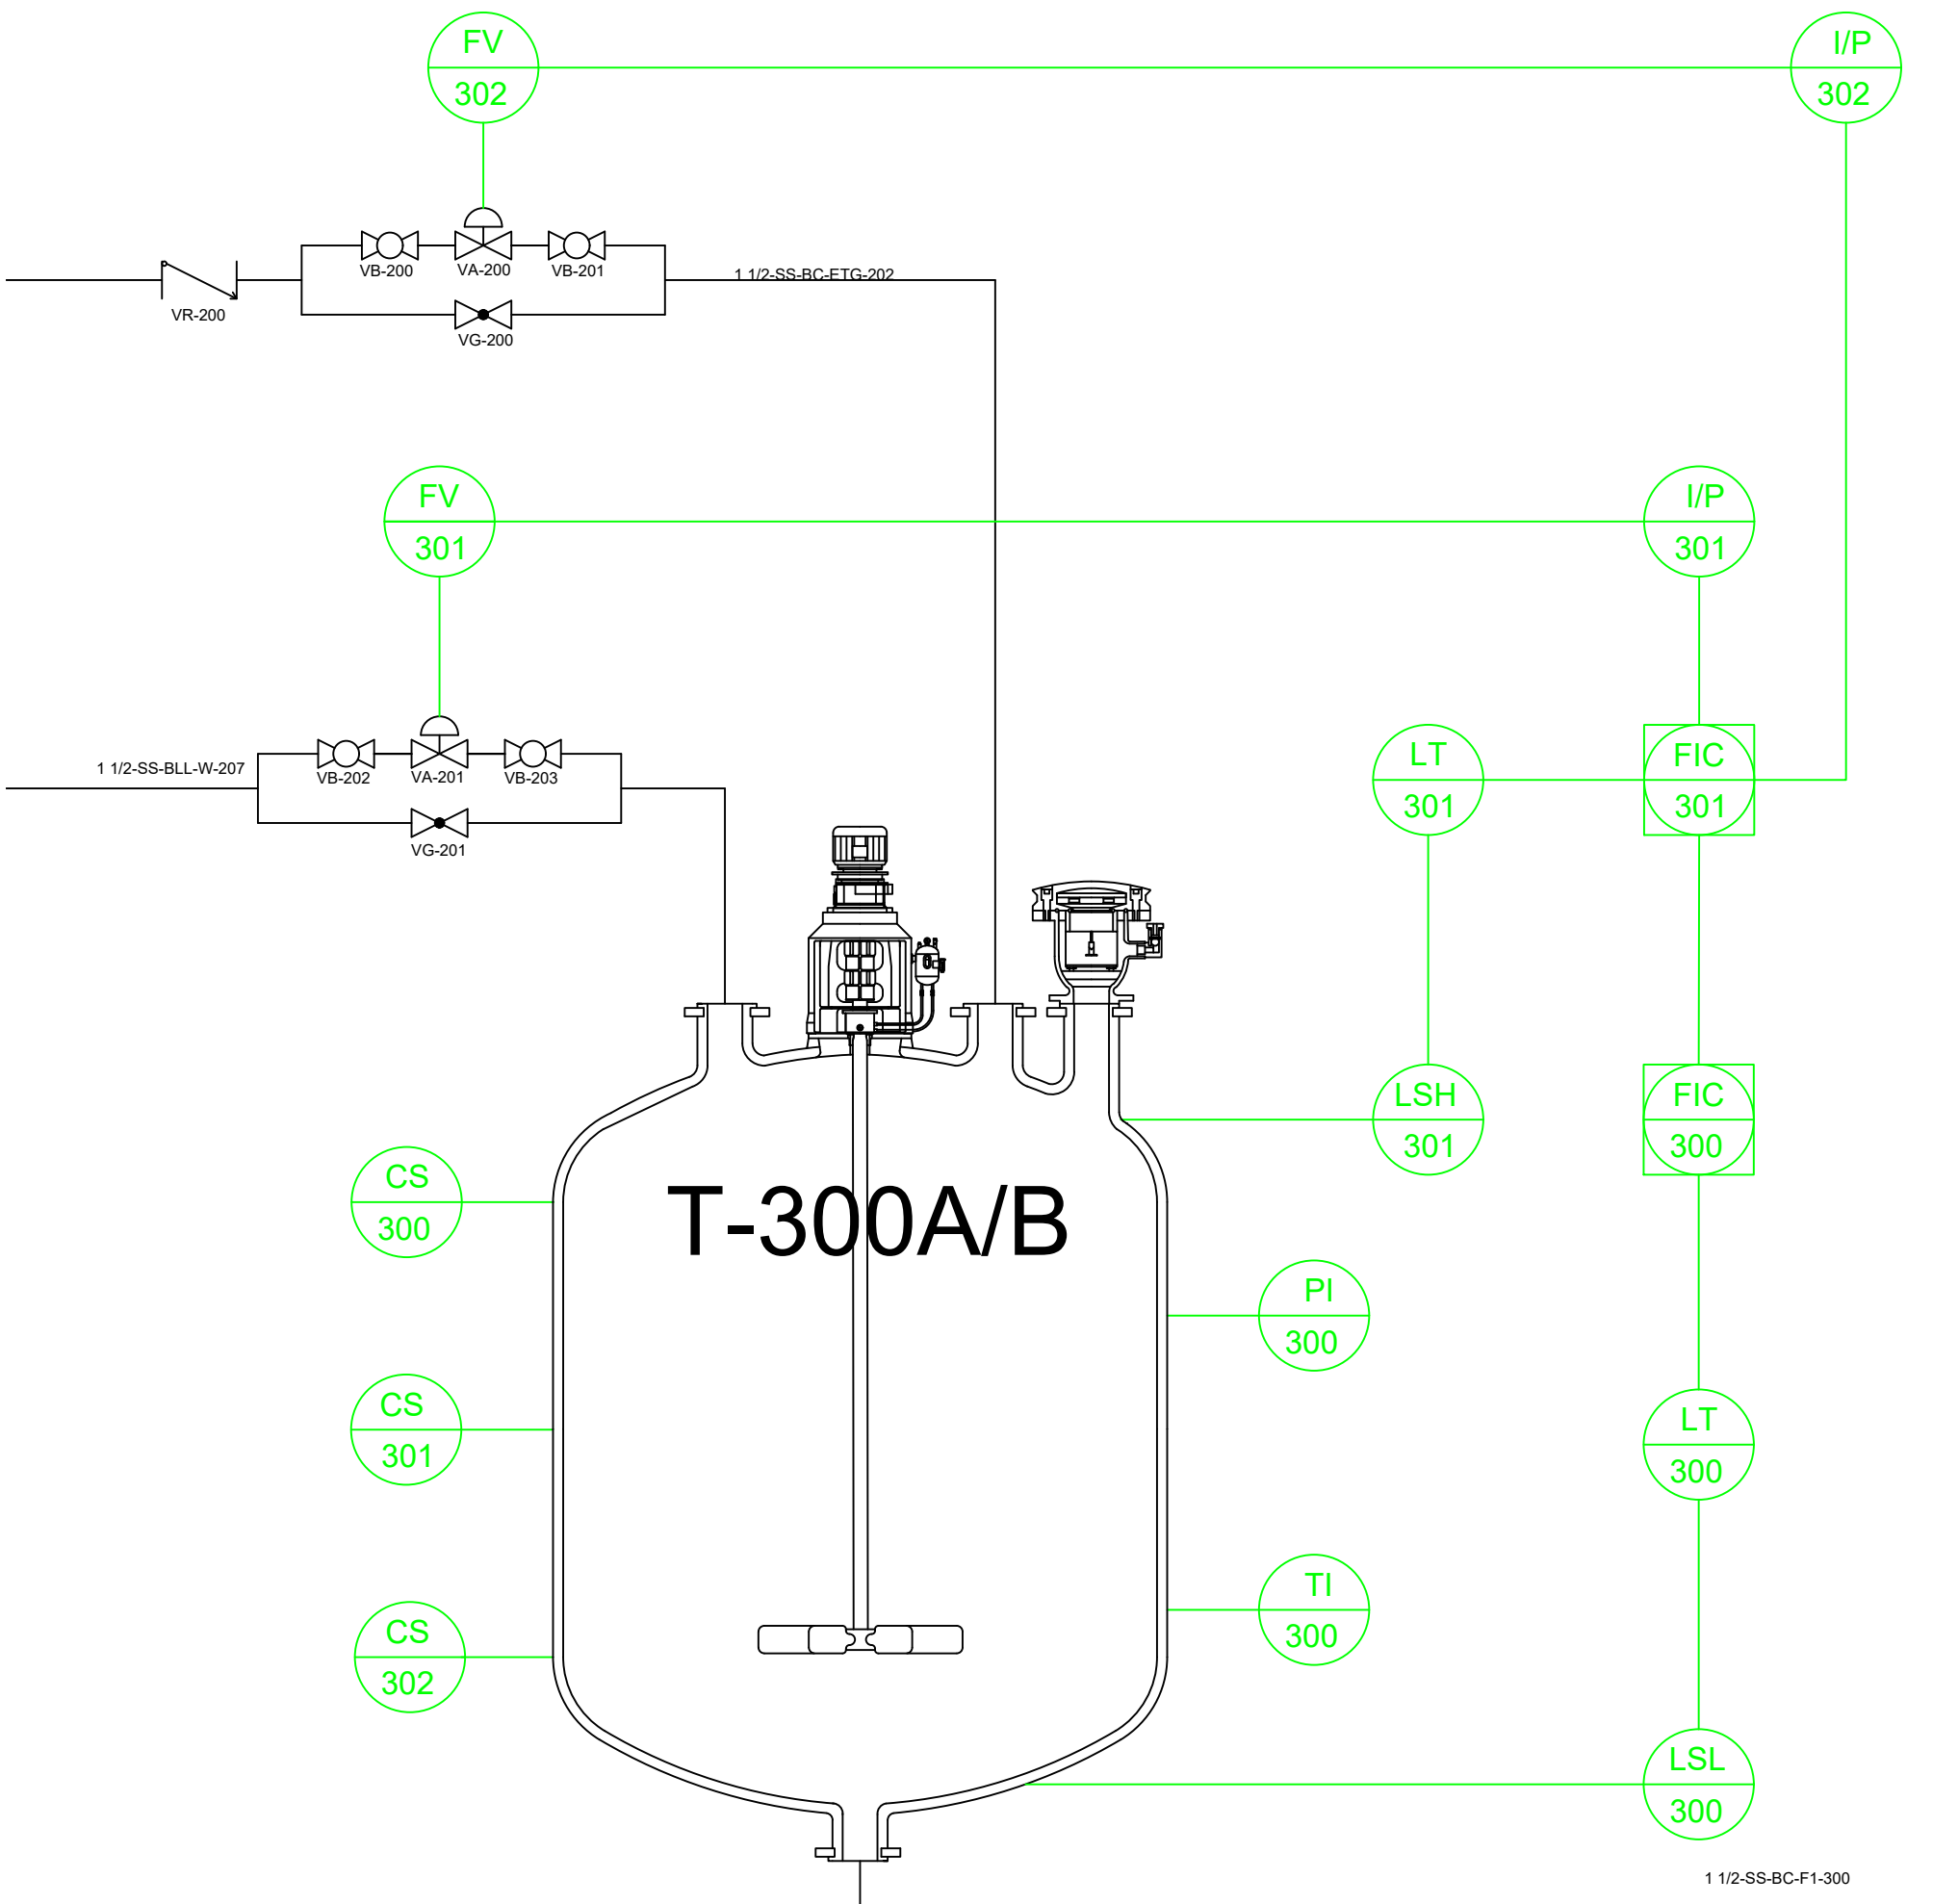 FV
302
I/P
302
VB-200
VA-200
VB-201
1 1/2-SS-BC-ETG-202
VR-200
VG-200
FV
301
I/P
301
1 1/2-SS-BLL-W-207
VB-202
VA-201
VB-203
VG-201
LT
301
FIC
301
LSH
301
FIC
300
CS
300
T-300A/B
PI
300
CS
301
LT
300
TI
300
CS
302
LSL
300
1 1/2-SS-BC-F1-300